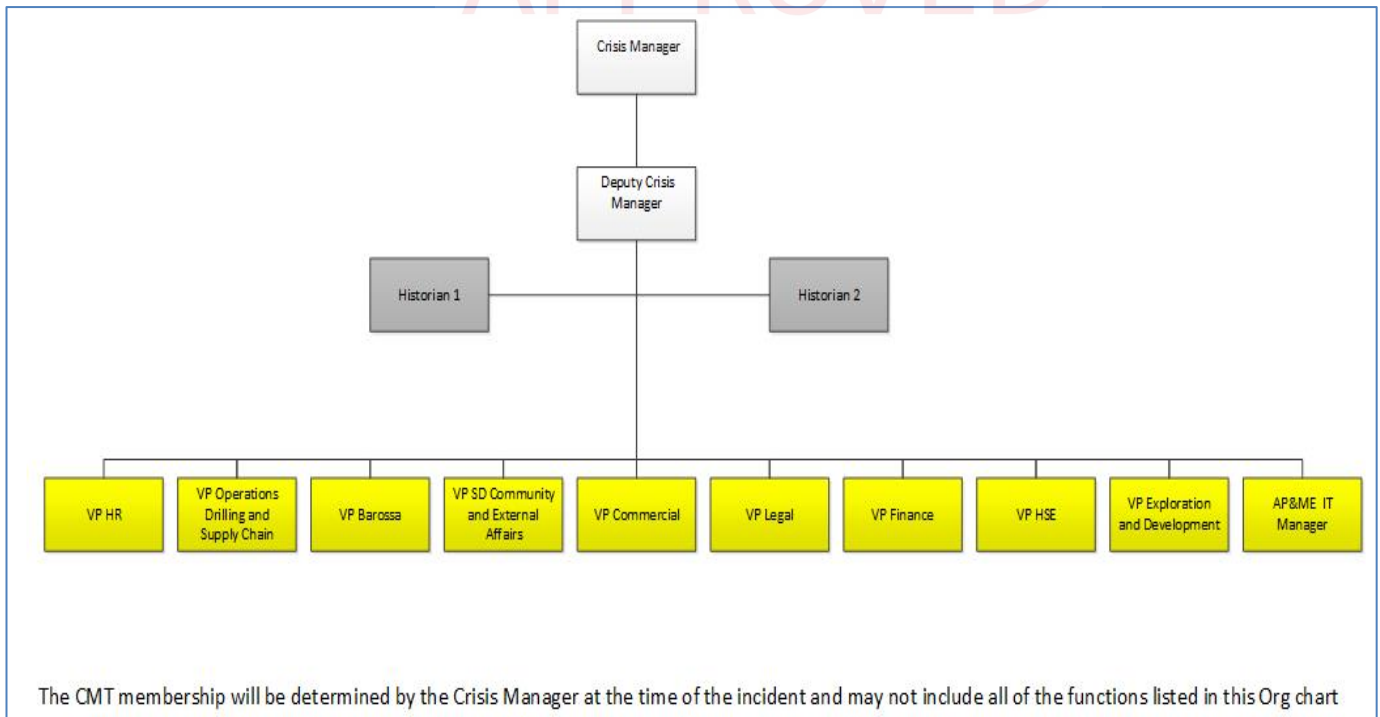 APPROVED
Crisis Manager
Deputy Crisis
Manager
Historian 1
Historian 2
VP HR
VP Operations
Drilling and
Supply Chain
VP Barossa
VP SD Community
and External
Affairs
VP Commercial
VP Legal
VP Finance
VP HSE
VP Exploration
and Development
AP&ME IT
Manager
The CMT membership will be determined by the Crisis Manager at the time of the incident and may not include all of the functions listed in this Org chart